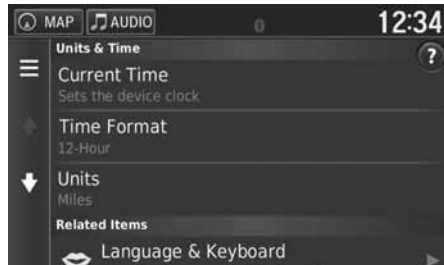 MAP AUDIO 0 12:34
Units & Time
?
Current Time
Sets the device clock
Time Format
12-Hour
Units
Miles
Related Items
Language & Keyboard